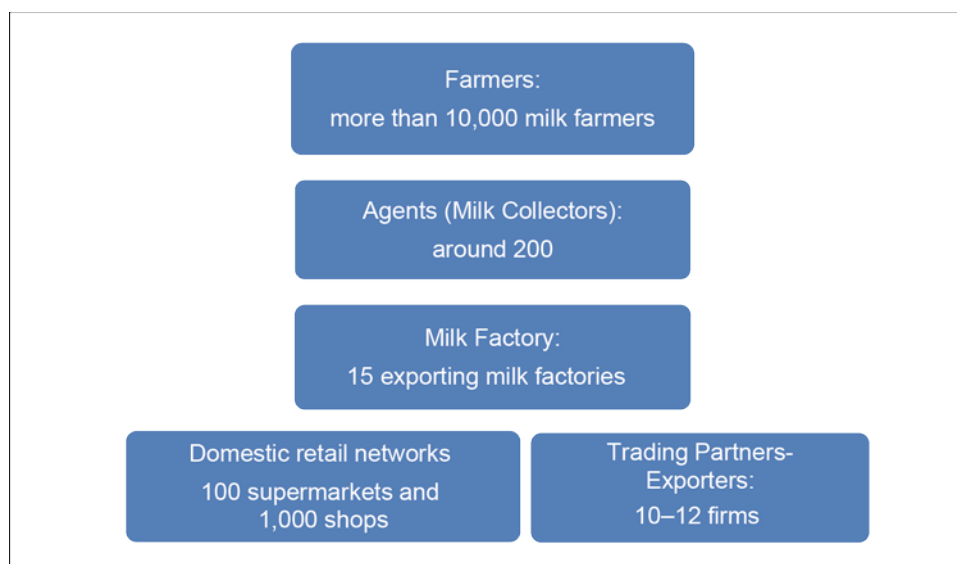 Farmers:
more than 10,000 milk farmers
Agents (Milk Collectors):
around 200
Milk Factory:
15 exporting milk factories
Domestic retail networks
100 supermarkets and
1,000 shops
Trading Partners-
Exporters:
10–12 firms